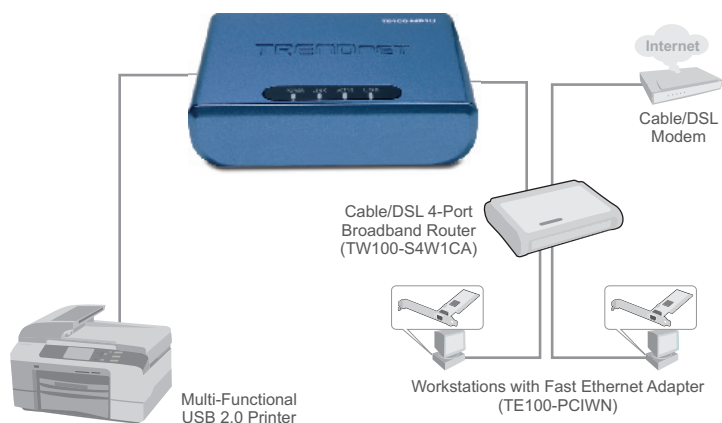 TRENDnet
Internet
Cable/DSL
Modem
Cable/DSL 4-Port
Broadband Router
(TW100-S4W1CA)
Multi-Functional
USB 2.0 Printer
Workstations with Fast Ethernet Adapter
(TE100-PCIWN)